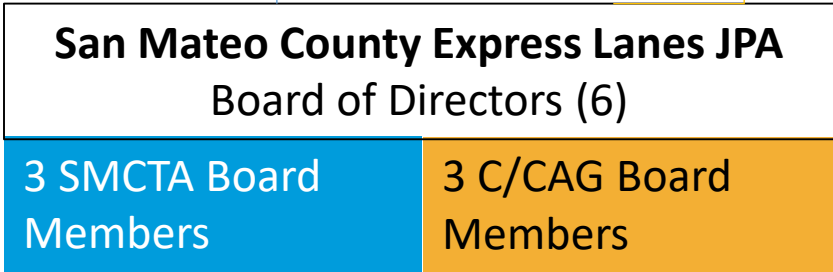 San Mateo County Express Lanes JPA
Board of Directors (6)
3 SMCTA Board
Members
3 C/CAG Board
Members